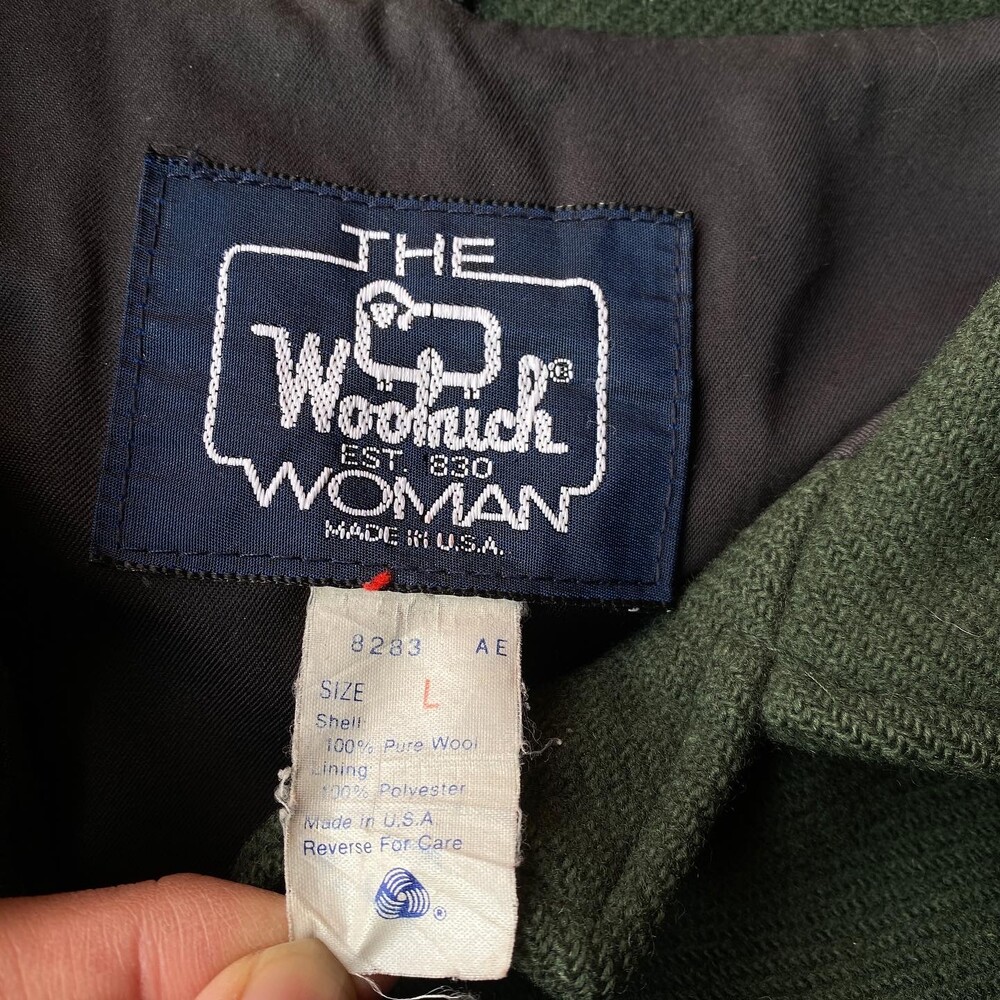 THE
Woolrich®
EST. 1830
WOMAN
MADE IN U.S.A.
8283 AE
SIZE L
Shell:
100% Pure Wool
Lining:
100% Polyester
Made in U.S.A
Reverse For Care
®